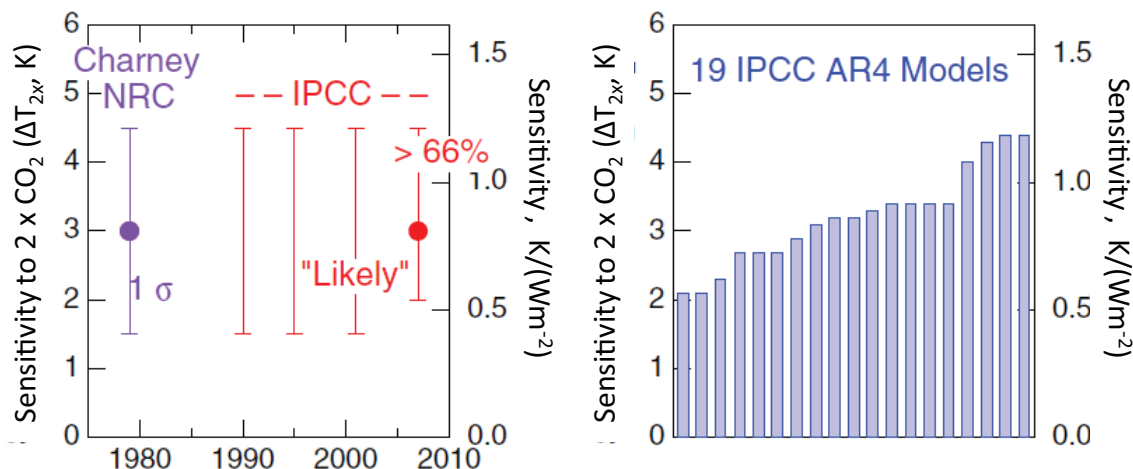 Sensitivity to 2 x CO₂ (ΔT₂ₓ, K)
6
5
4
3
2
1
0
Charney
NRC
IPCC
> 66%
"Likely"
1 σ
1980
1990
2000
2010
1.5
1.0
0.5
0.0
Sensitivity , K/(Wm⁻²)
Sensitivity to 2 x CO₂ (ΔT₂ₓ, K)
6
5
4
3
2
1
0
19 IPCC AR4 Models
1.5
1.0
0.5
0.0
Sensitivity , K/(Wm⁻²)